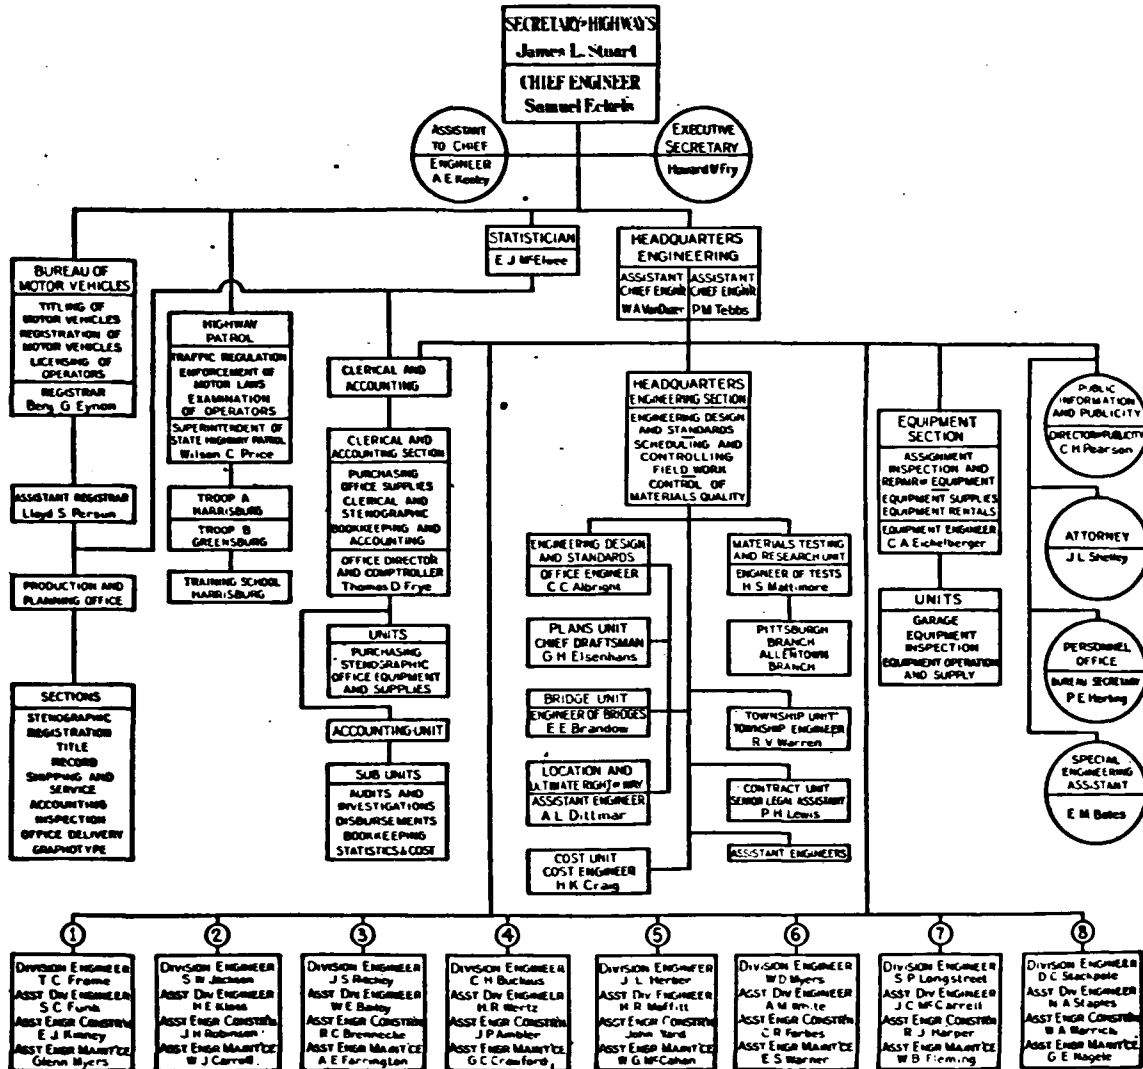 SECRETARY OF HIGHWAYS
James L. Stuart
CHIEF ENGINEER
Samuel Eckels
ASSISTANT
TO CHIEF
ENGINEER
A E Keeley
EXECUTIVE
SECRETARY
Howard W Fry
STATISTICIAN
E J McElwee
HEADQUARTERS
ENGINEERING
ASSISTANT
CHIEF ENGNR
W A VanDuzer
ASSISTANT
CHIEF ENGNR
P M Tebbs
BUREAU OF
MOTOR VEHICLES
TITLING OF
MOTOR VEHICLES
REGISTRATION OF
MOTOR VEHICLES
LICENSING OF
OPERATORS
REGISTRAR
Benj. G Eynon
ASSISTANT REGISTRAR
Lloyd S Persun
PRODUCTION AND
PLANNING OFFICE
SECTIONS
STENOGRAPHIC
REGISTRATION
TITLE
RECORD
SHIPPING AND
SERVICE
ACCOUNTING
INSPECTION
OFFICE DELIVERY
GRAPHOTYPE
HIGHWAY
PATROL
TRAFFIC REGULATION
ENFORCEMENT OF
MOTOR LAWS
EXAMINATION
OF OPERATORS
SUPERINTENDENT OF
STATE HIGHWAY PATROL
Wilson C Price
TROOP A
HARRISBURG
TROOP B
GREENSBURG
TRAINING SCHOOL
HARRISBURG
CLERICAL AND
ACCOUNTING
CLERICAL AND
ACCOUNTING SECTION
PURCHASING
OFFICE SUPPLIES
CLERICAL AND
STENOGRAPHIC
BOOKKEEPING AND
ACCOUNTING
OFFICE DIRECTOR
AND COMPTROLLER
Thomas D Frye
UNITS
PURCHASING
STENOGRAPHIC
OFFICE EQUIPMENT
AND SUPPLIES
ACCOUNTING UNIT
SUB UNITS
AUDITS AND
INVESTIGATIONS
DISBURSEMENTS
BOOKKEEPING
STATISTICS & COST
HEADQUARTERS
ENGINEERING SECTION
ENGINEERING DESIGN
AND STANDARDS
SCHEDULING AND
CONTROLLING
FIELD WORK
CONTROL OF
MATERIALS QUALITY
ENGINEERING DESIGN
AND STANDARDS
OFFICE ENGINEER
C C Albright
PLANS UNIT
CHIEF DRAFTSMAN
G H Eisenhans
BRIDGE UNIT
ENGINEER OF BRIDGES
E E Brandow
LOCATION AND
ULTIMATE RIGHT OF WAY
ASSISTANT ENGINEER
A L Dittmar
COST UNIT
COST ENGINEER
H K Craig
MATERIALS TESTING
AND RESEARCH UNIT
ENGINEER OF TESTS
H S Mattimore
PITTSBURGH
BRANCH
ALLENTOWN
BRANCH
TOWNSHIP UNIT
TOWNSHIP ENGINEER
R V Warren
CONTRACT UNIT
SENIOR LEGAL ASSISTANT
P H Lewis
ASSISTANT ENGINEERS
EQUIPMENT
SECTION
ASSIGNMENT
INSPECTION AND
REPAIR OF EQUIPMENT
EQUIPMENT SUPPLIES
EQUIPMENT RENTALS
EQUIPMENT ENGINEER
C A Eichelberger
UNITS
GARAGE
EQUIPMENT
INSPECTION
EQUIPMENT OPERATION
AND SUPPLY
PUBLIC
INFORMATION
AND PUBLICITY
DIRECTOR OF PUBLICITY
C H Pearson
ATTORNEY
J L Shelley
PERSONNEL
OFFICE
BUREAU SECRETARY
P E Herting
SPECIAL
ENGINEERING
ASSISTANT
E M Bates
1
DIVISION ENGINEER
T C Frame
ASST DIV ENGINEER
S C Funk
ASST ENGR CONSTR'N
E J Kinney
ASST ENGR MAINT'CE
Glenn Myers
2
DIVISION ENGINEER
S W Jackson
ASST DIV ENGINEER
H E Kloss
ASST ENGR CONSTR'N
J H Robinson
ASST ENGR MAINT'CE
W J Carroll
3
DIVISION ENGINEER
J S Ritchey
ASST DIV ENGINEER
W E Bailey
ASST ENGR CONSTR'N
R C Brennecke
ASST ENGR MAINT'CE
A E Farrington
4
DIVISION ENGINEER
C H Buckius
ASST DIV ENGINEER
H R Wertz
ASST ENGR CONSTR'N
J P Ambler
ASST ENGR MAINT'CE
G C Crawford
5
DIVISION ENGINEER
J L Herber
ASST DIV ENGINEER
H R Moffitt
ASST ENGR CONSTR'N
John Yard
ASST ENGR MAINT'CE
W G McCahan
6
DIVISION ENGINEER
W D Myers
ASST DIV ENGINEER
A M White
ASST ENGR CONSTR'N
C R Forbes
ASST ENGR MAINT'CE
E S Warner
7
DIVISION ENGINEER
S P Longstreet
ASST DIV ENGINEER
J C McCarrell
ASST ENGR CONSTR'N
R J Harper
ASST ENGR MAINT'CE
W B Fleming
8
DIVISION ENGINEER
D C Stackpole
ASST DIV ENGINEER
N A Staples
ASST ENGR CONSTR'N
W A Warrick
ASST ENGR MAINT'CE
G E Nagele